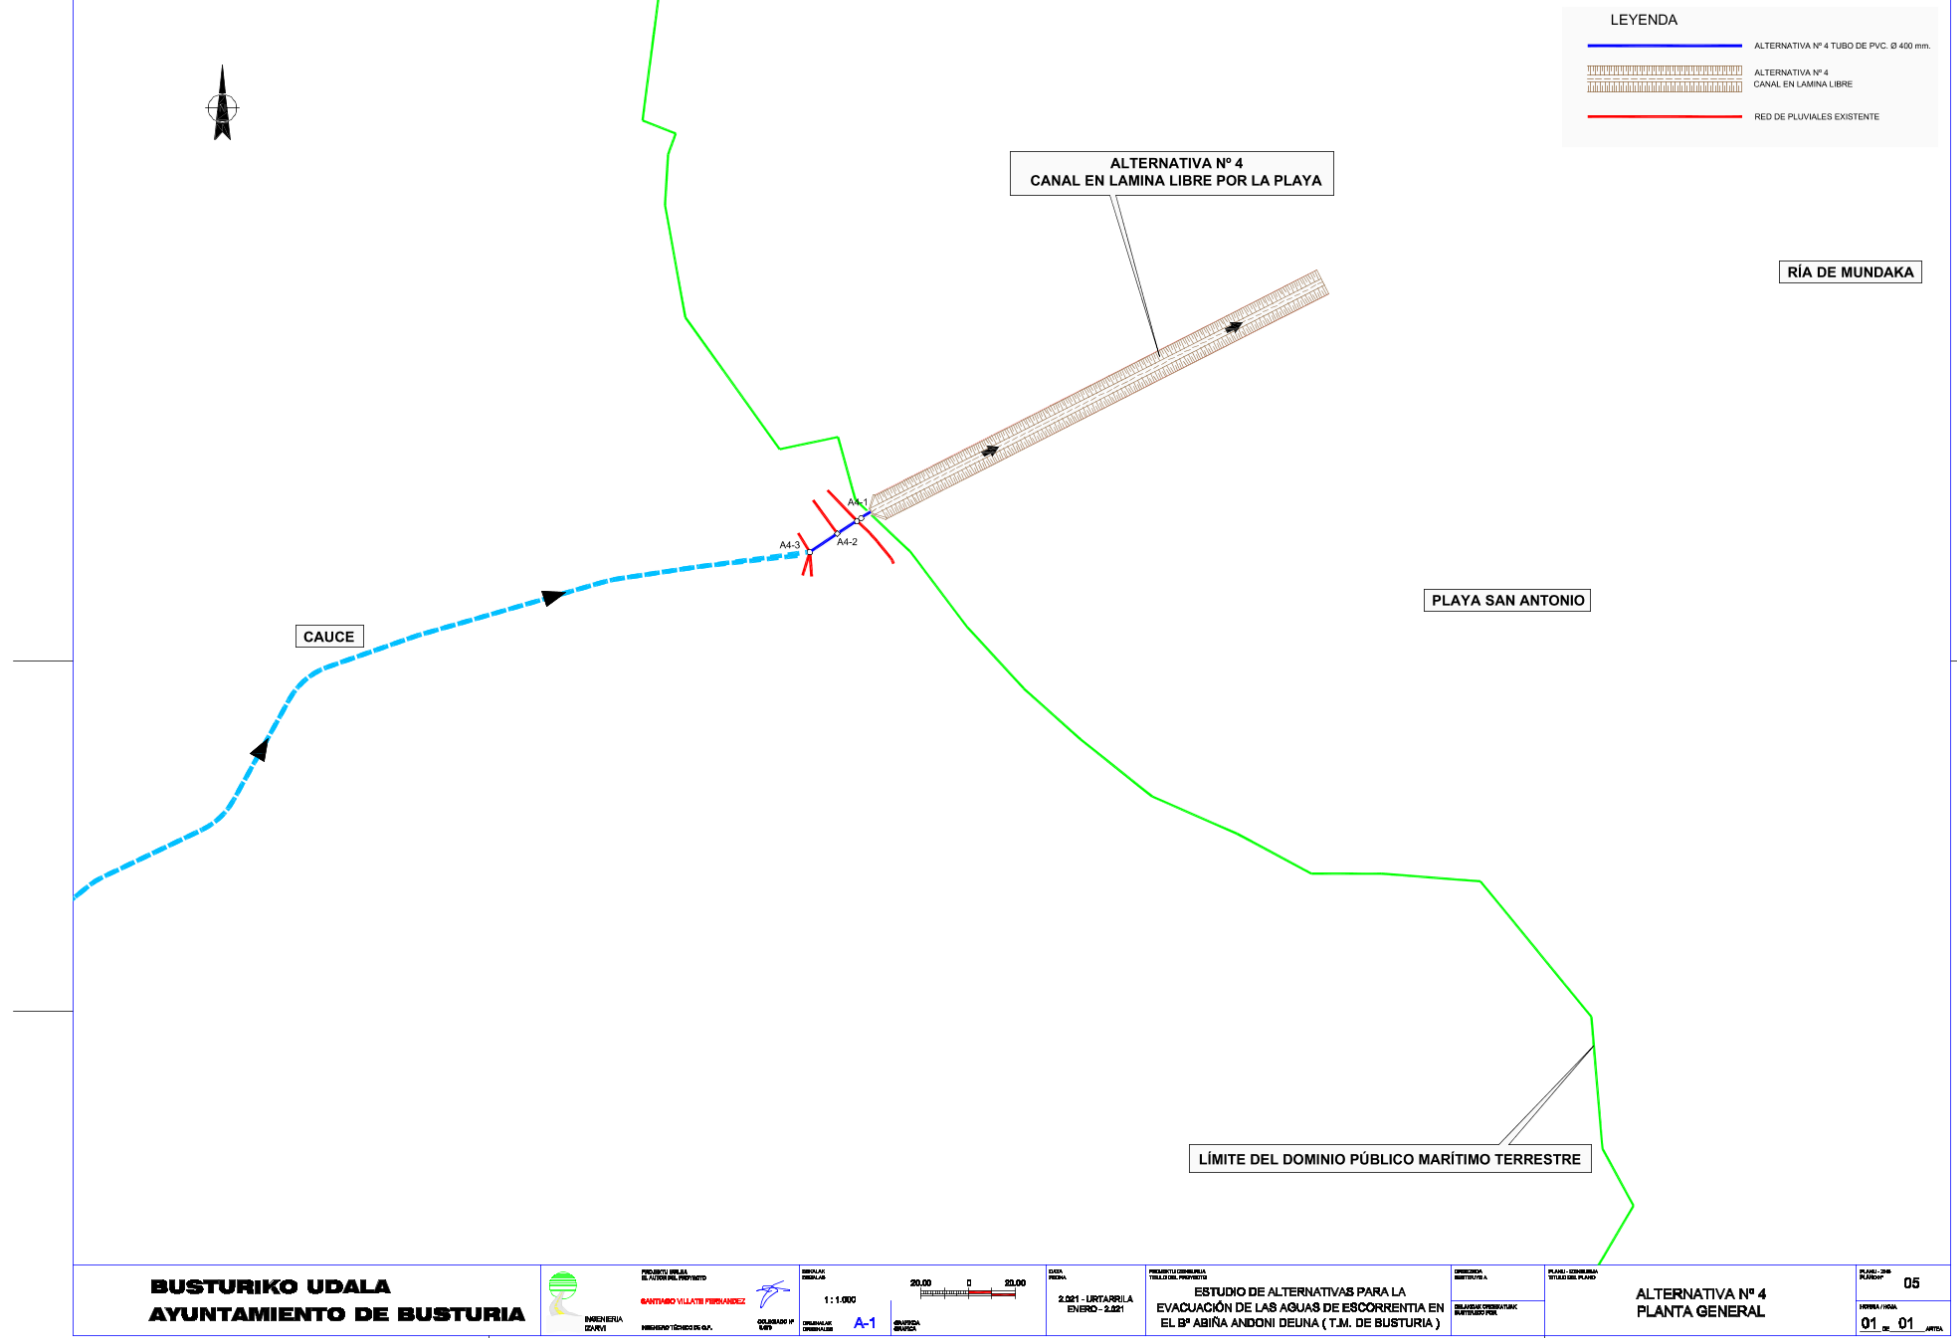 LEYENDA
ALTERNATIVA Nº 4 TUBO DE PVC. Ø 400 mm.
ALTERNATIVA Nº 4
CANAL EN LAMINA LIBRE
RED DE PLUVIALES EXISTENTE
ALTERNATIVA Nº 4
CANAL EN LAMINA LIBRE POR LA PLAYA
RÍA DE MUNDAKA
A4-1
A4-2
A4-3
PLAYA SAN ANTONIO
CAUCE
LÍMITE DEL DOMINIO PÚBLICO MARÍTIMO TERRESTRE
BUSTURIKO UDALA
AYUNTAMIENTO DE BUSTURIA
INGENIERIA
IZARVI
SANTIAGO VILLATE FERNANDEZ
1 : 1.000
A-1
20.00 0 20.00
2.021 - URTARRILA
ENERO - 2.021
ESTUDIO DE ALTERNATIVAS PARA LA
EVACUACIÓN DE LAS AGUAS DE ESCORRENTIA EN
EL Bº ABIÑA ANDONI DEUNA ( T.M. DE BUSTURIA )
ALTERNATIVA Nº 4
PLANTA GENERAL
05
01 DE 01